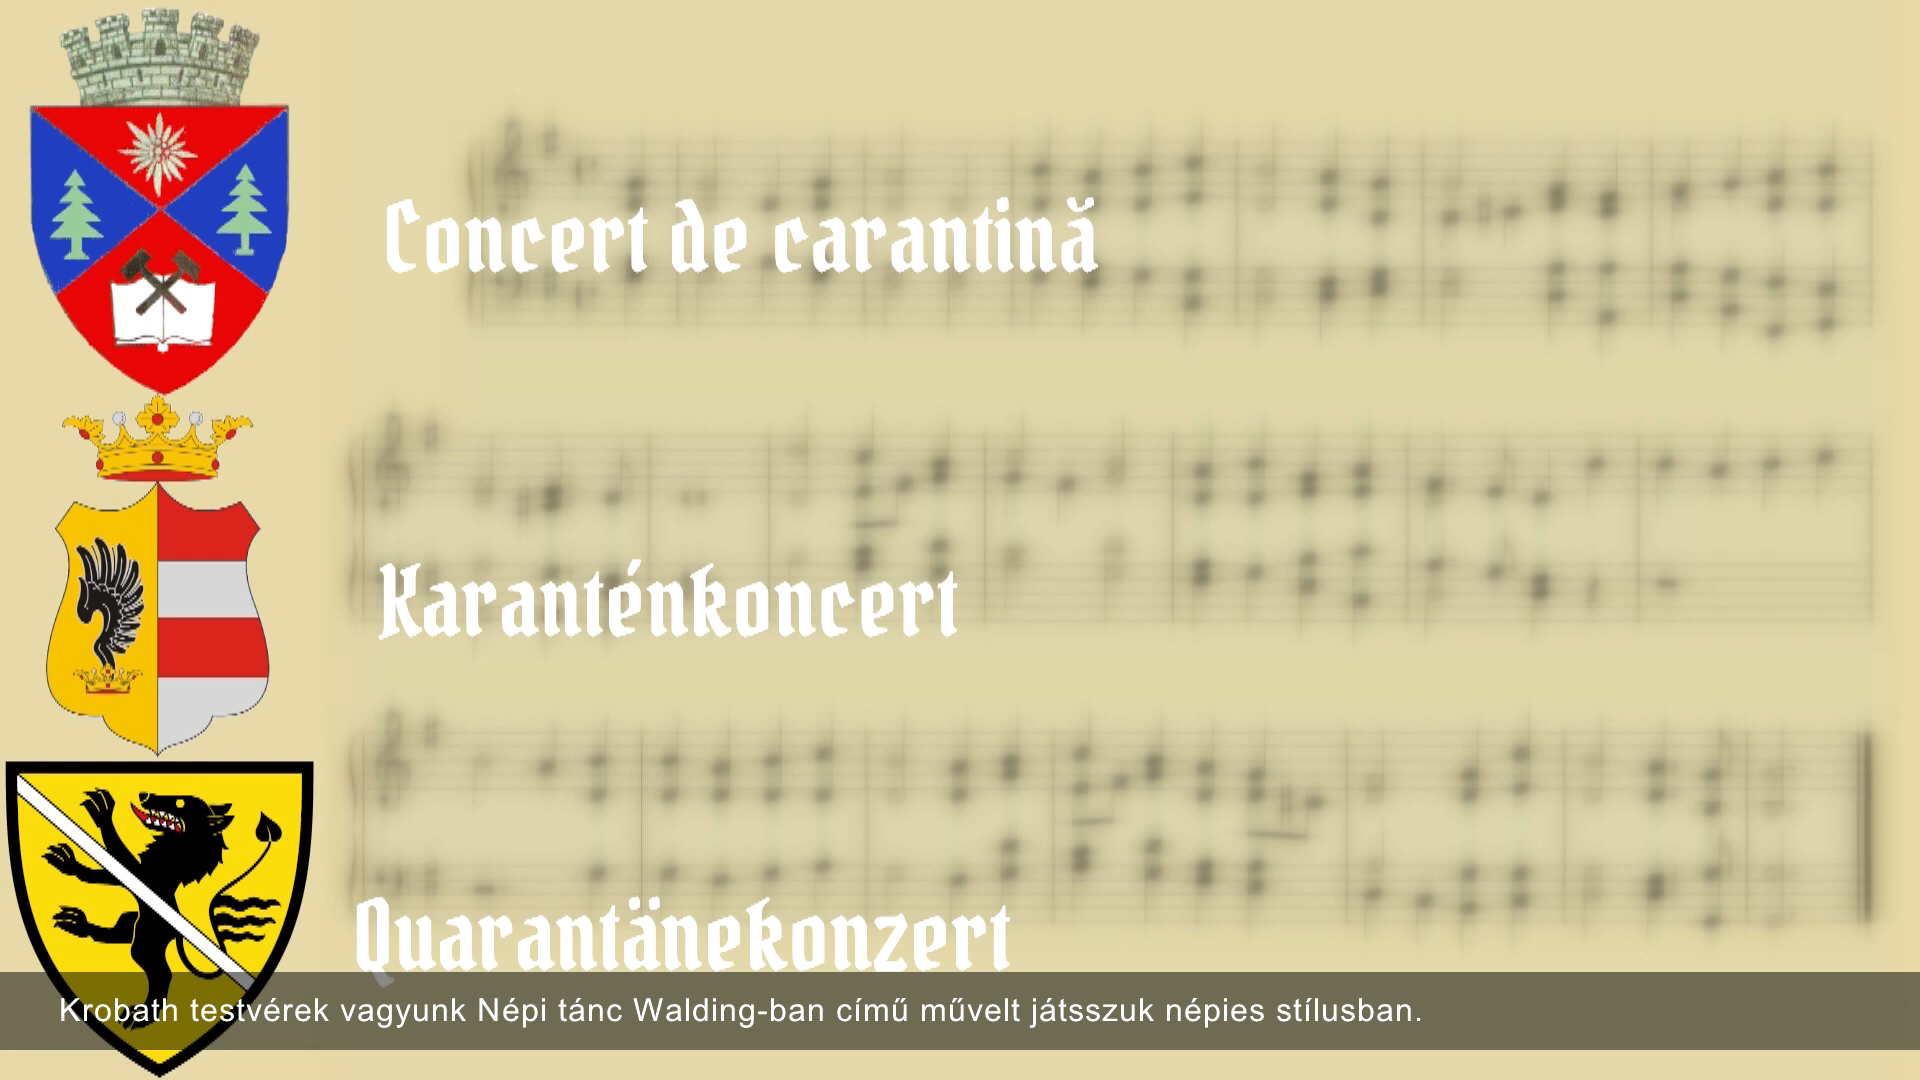 Concert de carantină
Karanténkoncert
Quarantänekonzert
Krobath testvérek vagyunk Népi tánc Walding-ban című művelt játsszuk népies stílusban.